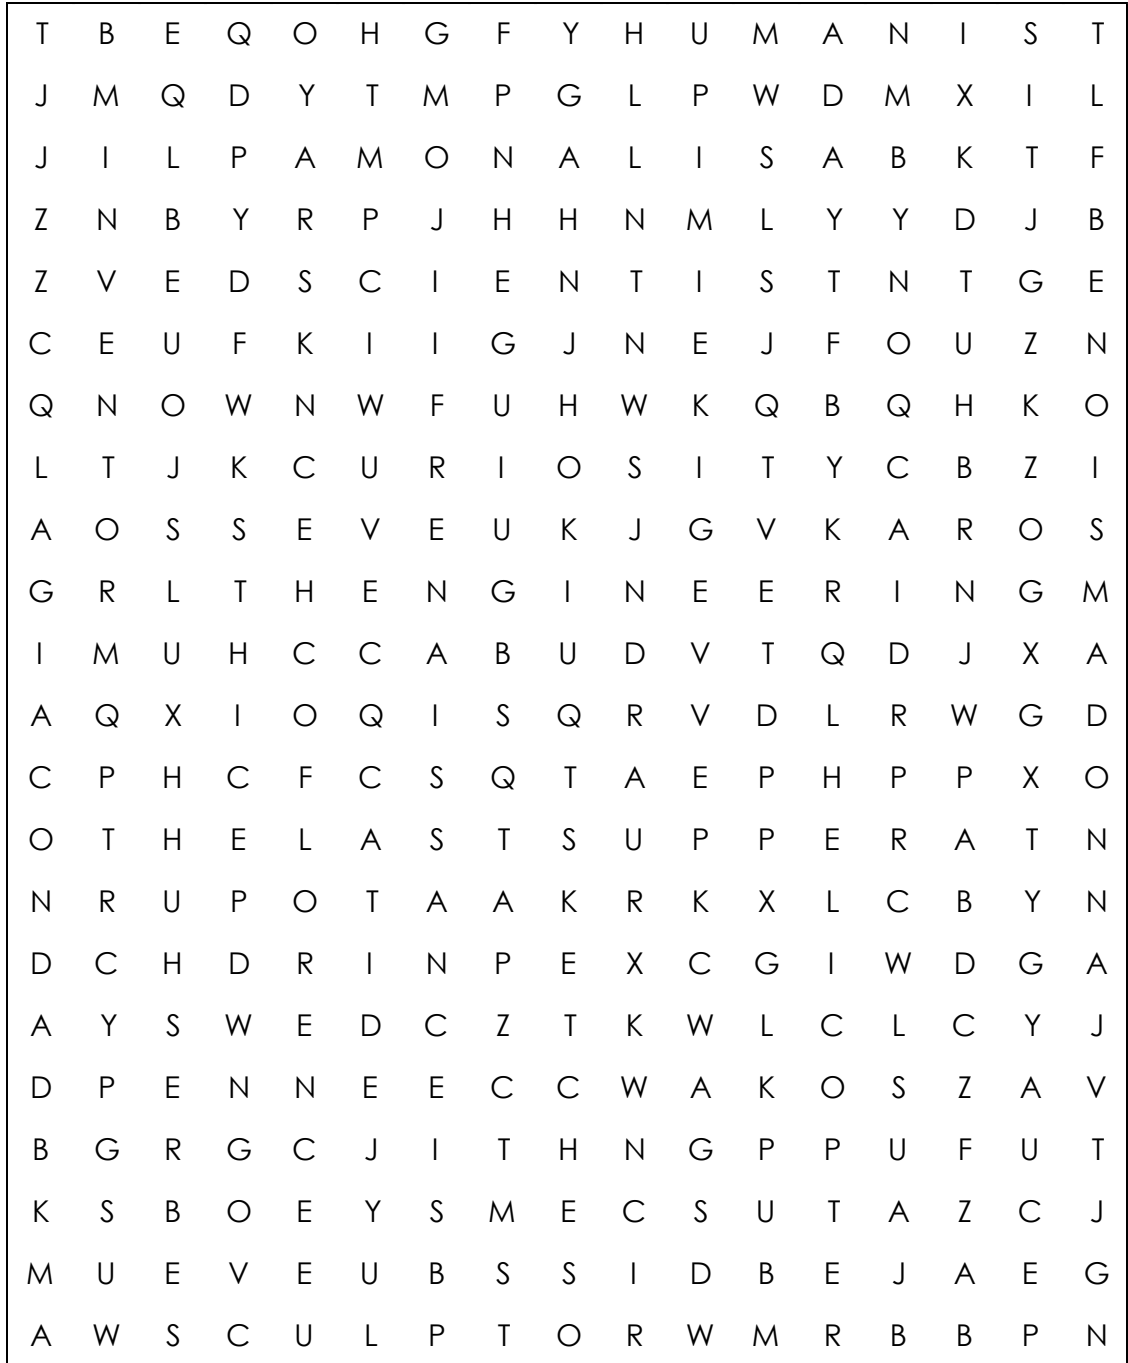 T B E Q O H G F Y H U M A N I S T
J M Q D Y T M P G L P W D M X I L
J I L P A M O N A L I S A B K T F
Z N B Y R P J H H N M L Y Y D J B
Z V E D S C I E N T I S T N T G E
C E U F K I I G J N E J F O U Z N
Q N O W N W F U H W K Q B Q H K O
L T J K C U R I O S I T Y C B Z I
A O S S E V E U K J G V K A R O S
G R L T H E N G I N E E R I N G M
I M U H C C A B U D V T Q D J X A
A Q X I O Q I S Q R V D L R W G D
C P H C F C S Q T A E P H P P X O
O T H E L A S T S U P P E R A T N
N R U P O T A A K R K X L C B Y N
D C H D R I N P E X C G I W D G A
A Y S W E D C Z T K W L C L C Y J
D P E N N E E C C W A K O S Z A V
B G R G C J I T H N G P P U F U T
K S B O E Y S M E C S U T A Z C J
M U E V E U B S S I D B E J A E G
A W S C U L P T O R W M R B B P N